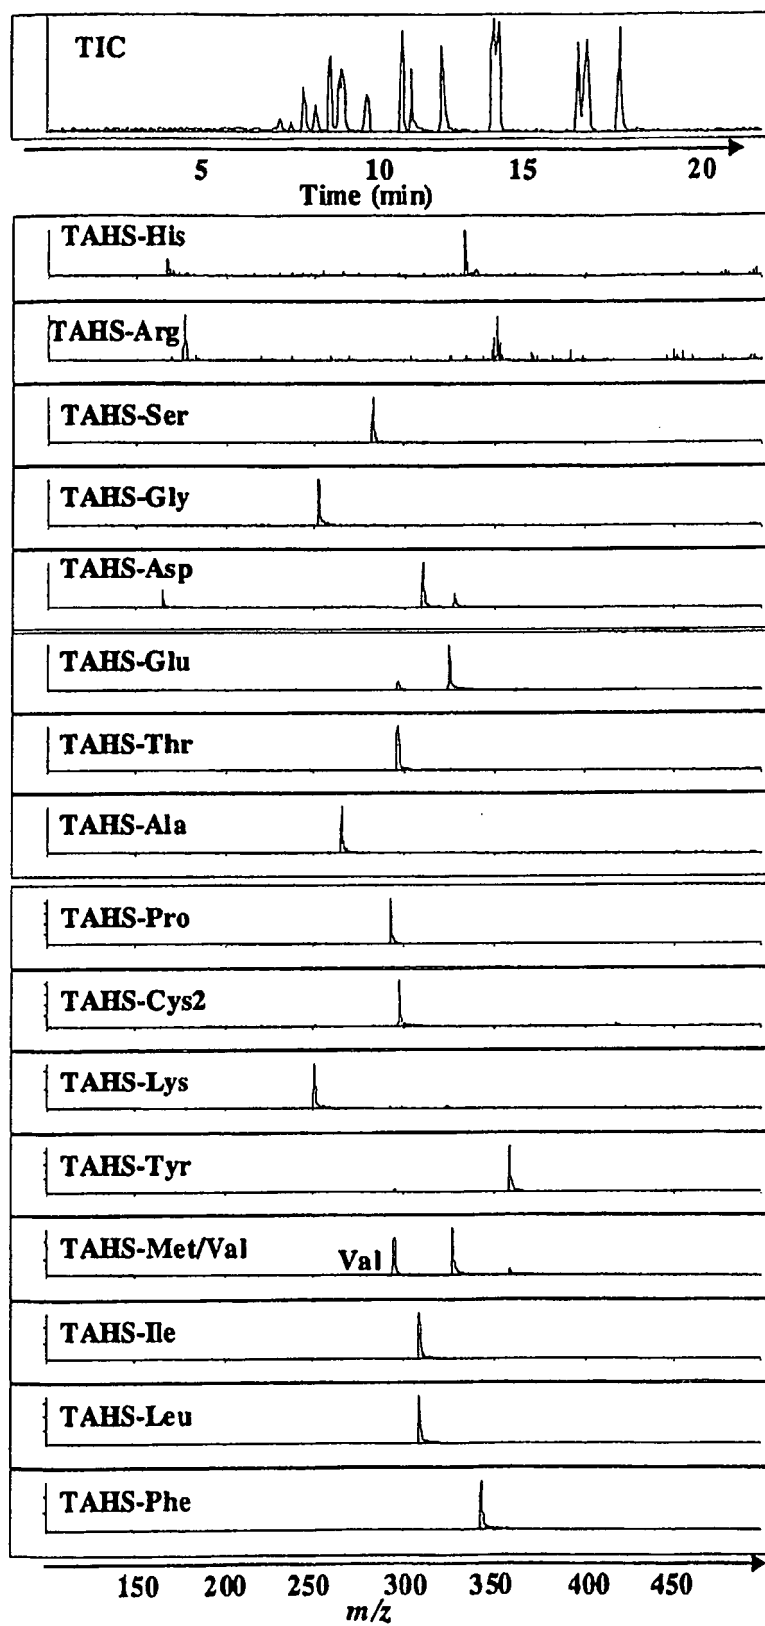 TIC
5 10 15 20
Time (min)
TAHS-His
TAHS-Arg
TAHS-Ser
TAHS-Gly
TAHS-Asp
TAHS-Glu
TAHS-Thr
TAHS-Ala
TAHS-Pro
TAHS-Cys2
TAHS-Lys
TAHS-Tyr
TAHS-Met/Val Val
TAHS-Ile
TAHS-Leu
TAHS-Phe
150 200 250 300 350 400 450
m/z